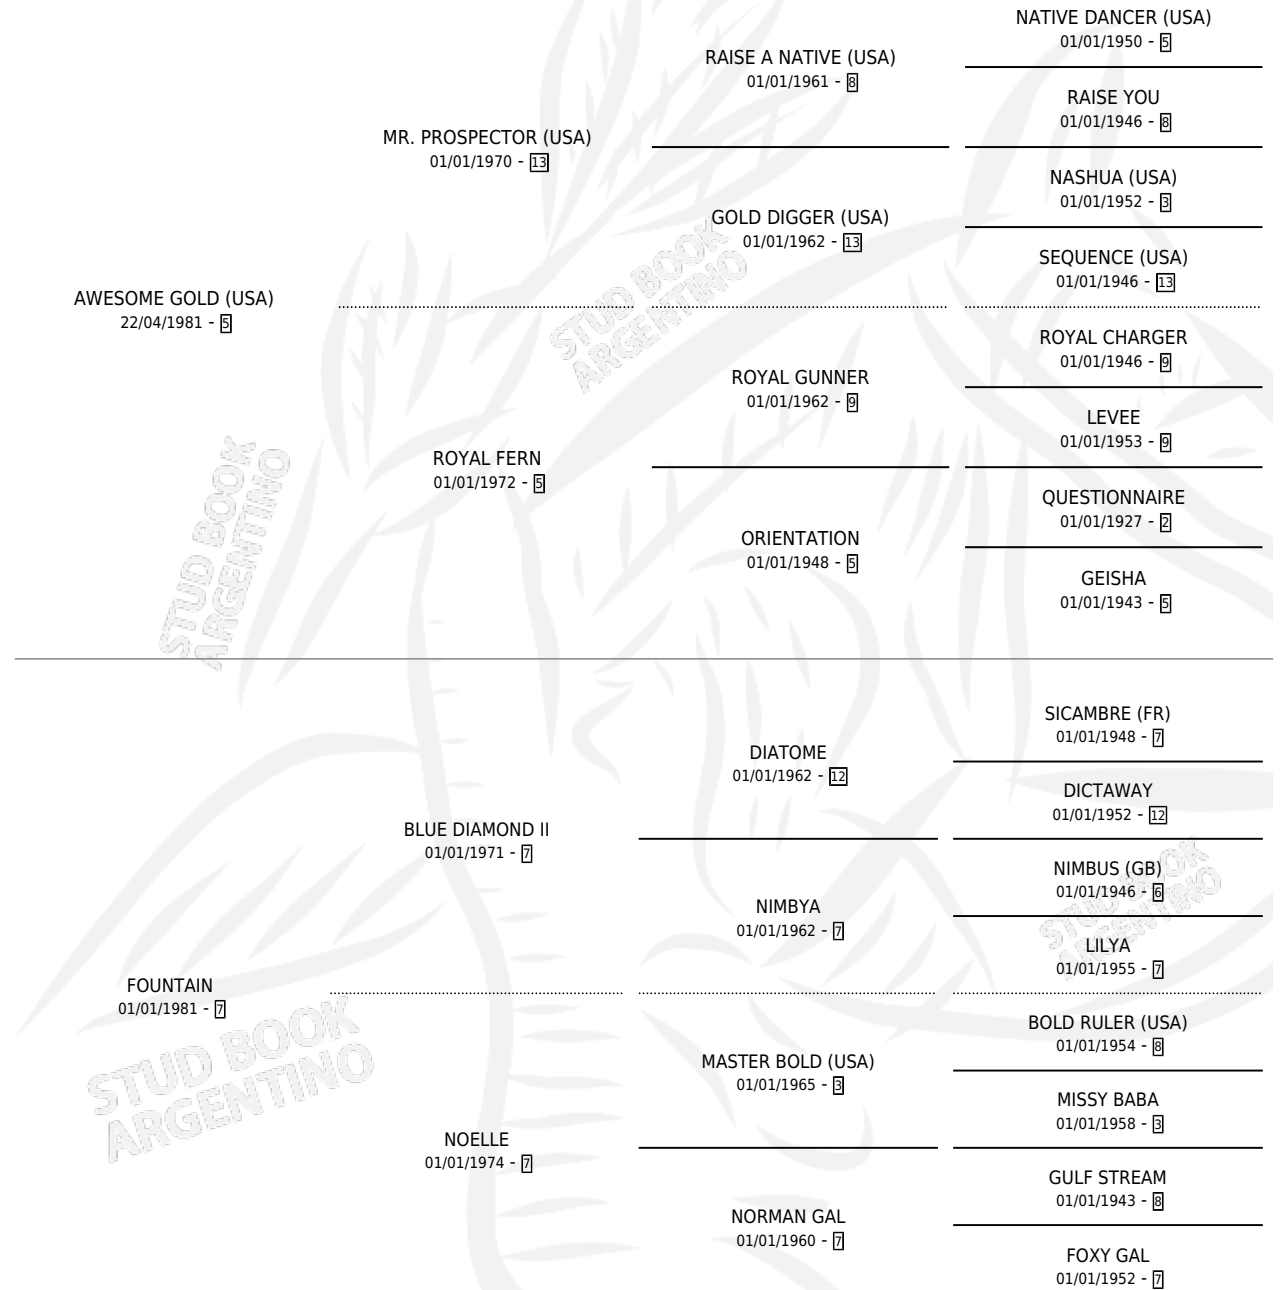 NATIVE DANCER (USA)
01/01/1950 - 5
RAISE A NATIVE (USA)
01/01/1961 - 8
RAISE YOU
01/01/1946 - 8
MR. PROSPECTOR (USA)
01/01/1970 - 13
NASHUA (USA)
01/01/1952 - 3
GOLD DIGGER (USA)
01/01/1962 - 13
SEQUENCE (USA)
01/01/1946 - 13
AWESOME GOLD (USA)
22/04/1981 - 5
ROYAL CHARGER
01/01/1946 - 9
ROYAL GUNNER
01/01/1962 - 9
LEVEE
01/01/1953 - 9
ROYAL FERN
01/01/1972 - 5
QUESTIONNAIRE
01/01/1927 - 2
ORIENTATION
01/01/1948 - 5
GEISHA
01/01/1943 - 5
STUD BOOK
ARGENTINO
STUD BOOK
ARGENTINO
SICAMBRE (FR)
01/01/1948 - 7
DIATOME
01/01/1962 - 12
DICTAWAY
01/01/1952 - 12
BLUE DIAMOND II
01/01/1971 - 7
NIMBUS (GB)
01/01/1946 - 6
NIMBYA
01/01/1962 - 7
LILYA
01/01/1955 - 7
FOUNTAIN
01/01/1981 - 7
BOLD RULER (USA)
01/01/1954 - 8
MASTER BOLD (USA)
01/01/1965 - 3
MISSY BABA
01/01/1958 - 3
NOELLE
01/01/1974 - 7
GULF STREAM
01/01/1943 - 8
NORMAN GAL
01/01/1960 - 7
FOXY GAL
01/01/1952 - 7
STUD BOOK
ARGENTINO
STUD BOOK
ARGENTINO